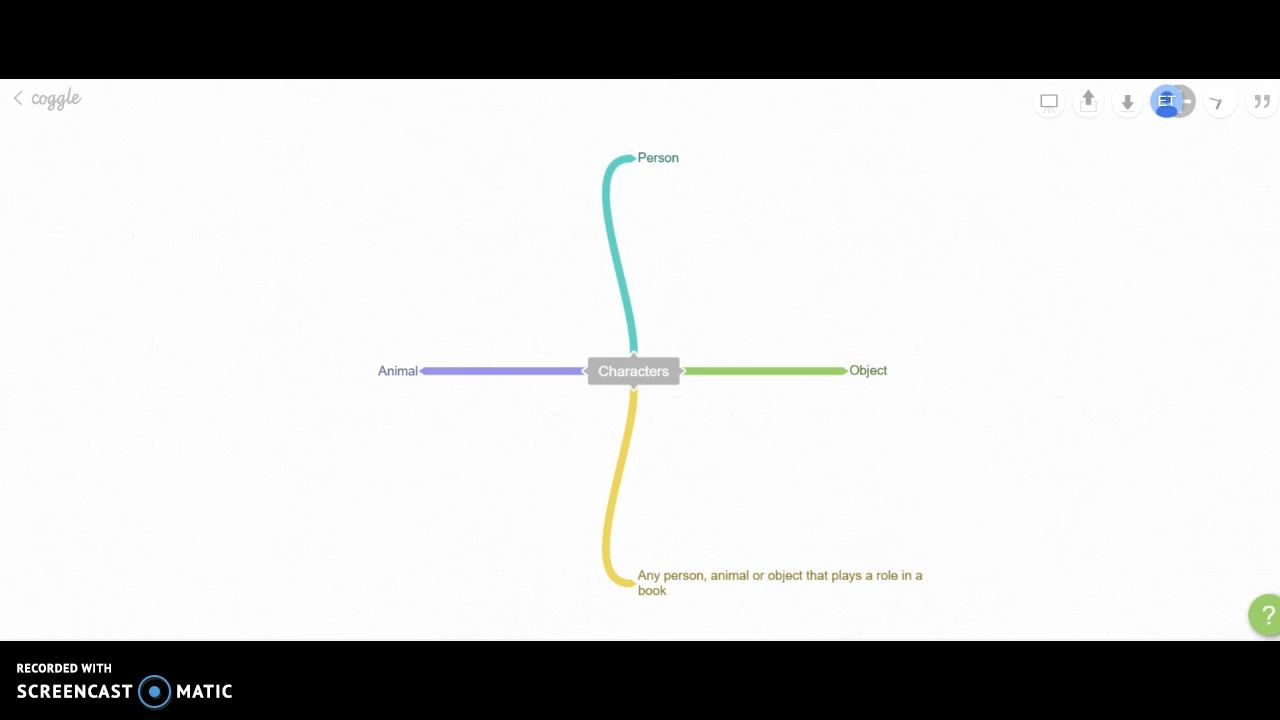 coggle
ET
Person
Animal
Characters
Object
Any person, animal or object that plays a role in a
book
?
RECORDED WITH
SCREENCAST MATIC